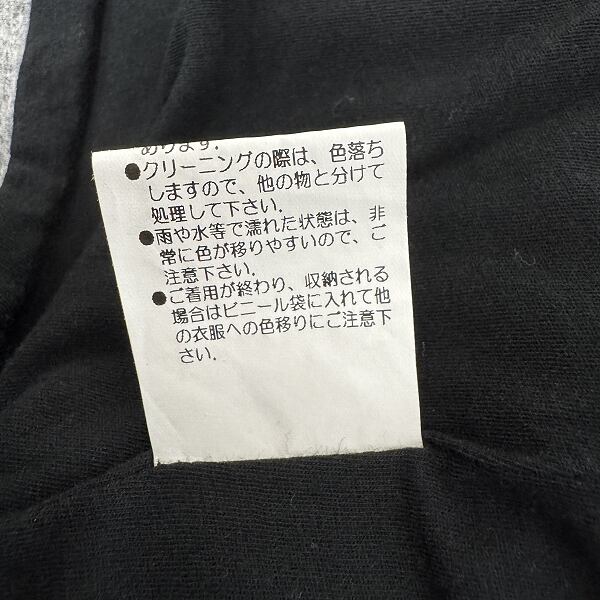 あります.
●クリーニングの際は、色落ち
しますので、他の物と分けて
処理して下さい.
●雨や水等で濡れた状態は、非
常に色が移りやすいので、ご
注意下さい.
●ご着用が終わり、収納される
場合はビニール袋に入れて他
の衣服への色移りにご注意下
さい.